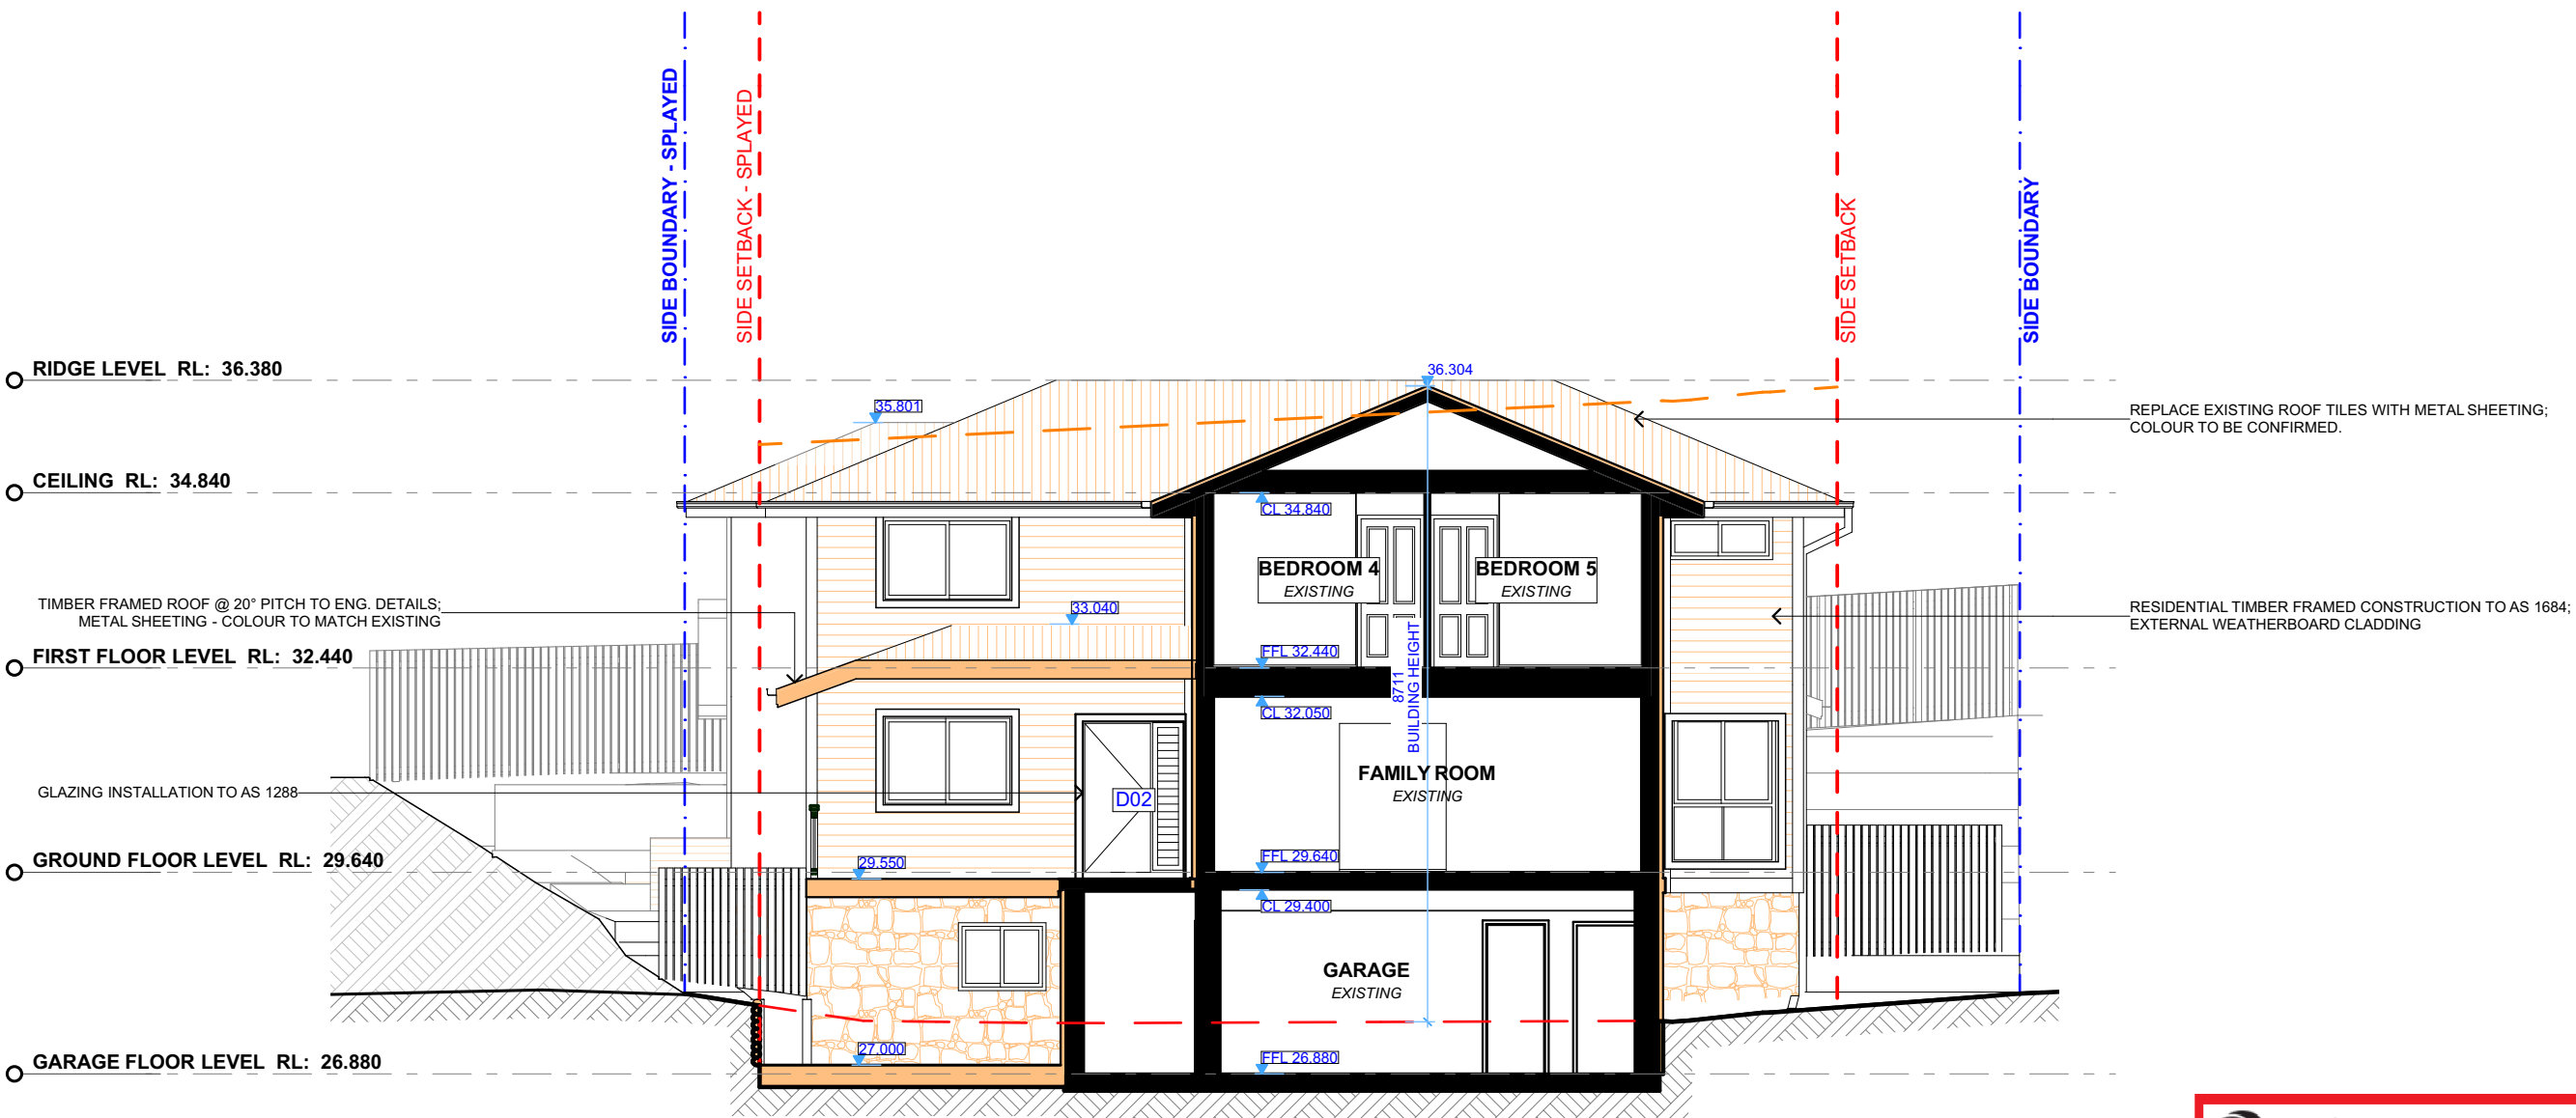 SIDE BOUNDARY - SPLAYED
SIDE SETBACK - SPLAYED
SIDE SETBACK
SIDE BOUNDARY
RIDGE LEVEL RL: 36.380
36.304
35.801
REPLACE EXISTING ROOF TILES WITH METAL SHEETING;
COLOUR TO BE CONFIRMED.
CEILING RL: 34.840
CL 34.840
BEDROOM 4
EXISTING
BEDROOM 5
EXISTING
TIMBER FRAMED ROOF @ 20° PITCH TO ENG. DETAILS;
METAL SHEETING - COLOUR TO MATCH EXISTING
33.040
RESIDENTIAL TIMBER FRAMED CONSTRUCTION TO AS 1684;
EXTERNAL WEATHERBOARD CLADDING
FIRST FLOOR LEVEL RL: 32.440
FFL 32.440
8711
BUILDING HEIGHT
CL 32.050
FAMILY ROOM
EXISTING
GLAZING INSTALLATION TO AS 1288
D02
GROUND FLOOR LEVEL RL: 29.640
29.550
FFL 29.640
CL 29.400
GARAGE
EXISTING
27.000
FFL 26.880
GARAGE FLOOR LEVEL RL: 26.880